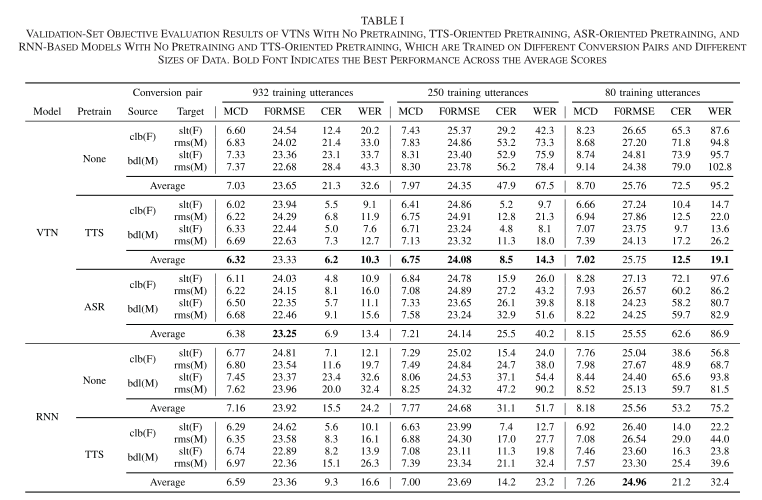 TABLE I
VALIDATION-SET OBJECTIVE EVALUATION RESULTS OF VTNS WITH NO PRETRAINING, TTS-ORIENTED PRETRAINING, ASR-ORIENTED PRETRAINING, AND
RNN-BASED MODELS WITH NO PRETRAINING AND TTS-ORIENTED PRETRAINING, WHICH ARE TRAINED ON DIFFERENT CONVERSION PAIRS AND DIFFERENT
SIZES OF DATA. BOLD FONT INDICATES THE BEST PERFORMANCE ACROSS THE AVERAGE SCORES
Conversion pair 932 training utterances 250 training utterances 80 training utterances
Model Pretrain Source Target MCD F0RMSE CER WER MCD F0RMSE CER WER MCD F0RMSE CER WER
VTN
None
clb(F)
slt(F) 6.60 24.54 12.4 20.2 7.43 25.37 29.2 42.3 8.23 26.65 65.3 87.6
rms(M) 6.83 24.02 21.4 33.0 7.83 24.86 53.2 73.3 8.68 27.20 71.8 94.8
bdl(M)
slt(F) 7.33 23.36 23.1 33.7 8.31 23.40 52.9 75.9 8.74 24.81 73.9 95.7
rms(M) 7.37 22.68 28.4 43.3 8.30 23.78 56.2 78.4 9.14 24.38 79.0 102.8
Average 7.03 23.65 21.3 32.6 7.97 24.35 47.9 67.5 8.70 25.76 72.5 95.2
TTS
clb(F)
slt(F) 6.02 23.94 5.5 9.1 6.41 24.86 5.2 9.7 6.66 27.24 10.4 14.7
rms(M) 6.22 24.29 6.8 11.9 6.75 24.91 12.8 21.3 6.94 27.86 12.5 22.0
bdl(M)
slt(F) 6.33 22.44 5.0 7.6 6.71 23.24 4.8 8.1 7.07 23.75 9.7 13.6
rms(M) 6.69 22.63 7.3 12.7 7.13 23.32 11.3 18.0 7.39 24.13 17.2 26.2
Average 6.32 23.33 6.2 10.3 6.75 24.08 8.5 14.3 7.02 25.75 12.5 19.1
ASR
clb(F)
slt(F) 6.11 24.03 4.8 10.9 6.84 24.78 15.9 26.0 8.28 27.13 72.1 97.6
rms(M) 6.22 24.15 8.1 16.0 7.08 24.89 27.2 43.2 7.93 26.57 60.2 86.2
bdl(M)
slt(F) 6.50 22.35 5.7 11.1 7.33 23.65 26.1 39.8 8.18 24.23 58.2 80.7
rms(M) 6.68 22.46 9.1 15.6 7.58 23.24 32.9 51.6 8.22 24.25 59.7 82.9
Average 6.38 23.25 6.9 13.4 7.21 24.14 25.5 40.2 8.15 25.55 62.6 86.9
RNN
None
clb(F)
slt(F) 6.77 24.81 7.1 12.1 7.29 25.02 15.4 24.0 7.76 25.04 38.6 56.8
rms(M) 6.80 23.54 11.6 19.7 7.49 24.84 24.7 38.0 7.98 27.67 48.9 68.7
bdl(M)
slt(F) 7.45 23.37 23.4 32.6 8.06 24.53 37.1 54.4 8.44 24.40 65.6 93.8
rms(M) 7.62 23.96 20.0 32.4 8.25 24.32 47.2 90.2 8.52 25.13 59.7 81.5
Average 7.16 23.92 15.5 24.2 7.77 24.68 31.1 51.7 8.18 25.56 53.2 75.2
TTS
clb(F)
slt(F) 6.29 24.62 5.6 10.1 6.63 23.99 7.4 12.7 6.92 26.40 14.0 22.2
rms(M) 6.35 23.58 8.3 16.1 6.88 24.30 17.0 27.7 7.08 26.54 29.0 44.0
bdl(M)
slt(F) 6.74 22.89 8.2 13.9 7.08 23.11 11.3 19.8 7.46 23.60 16.3 23.8
rms(M) 6.97 22.36 15.1 26.3 7.39 23.34 21.1 32.4 7.57 23.30 25.4 39.6
Average 6.59 23.36 9.3 16.6 7.00 23.69 14.2 23.2 7.26 24.96 21.2 32.4